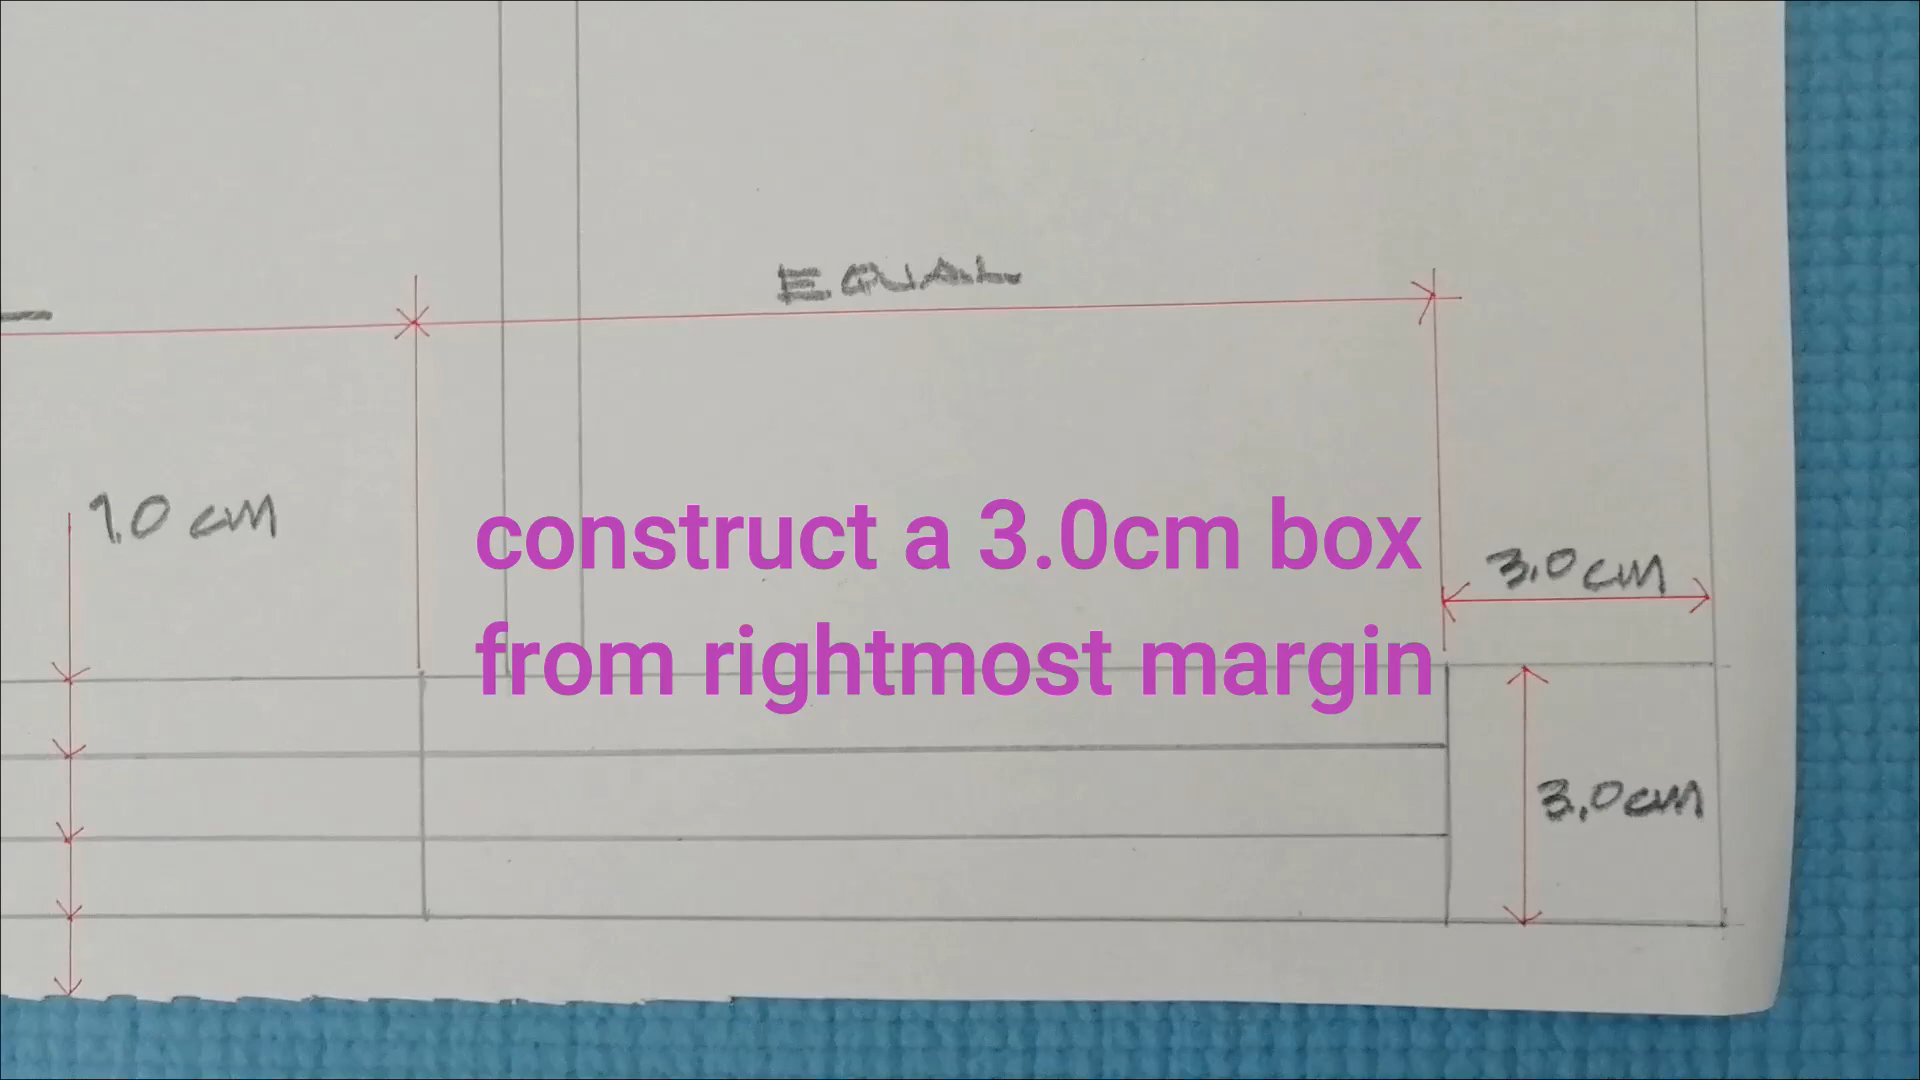 EQUAL
1.0 cm
construct a 3.0cm box
from rightmost margin
3.0 cm
3.0 cm